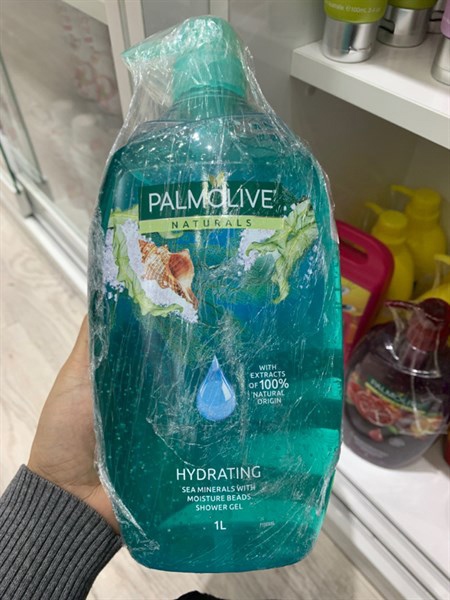 PALMOLIVE
NATURALS
WITH
EXTRACTS
OF 100%
NATURAL
ORIGIN
HYDRATING
SEA MINERALS WITH
MOISTURE BEADS
SHOWER GEL
1L